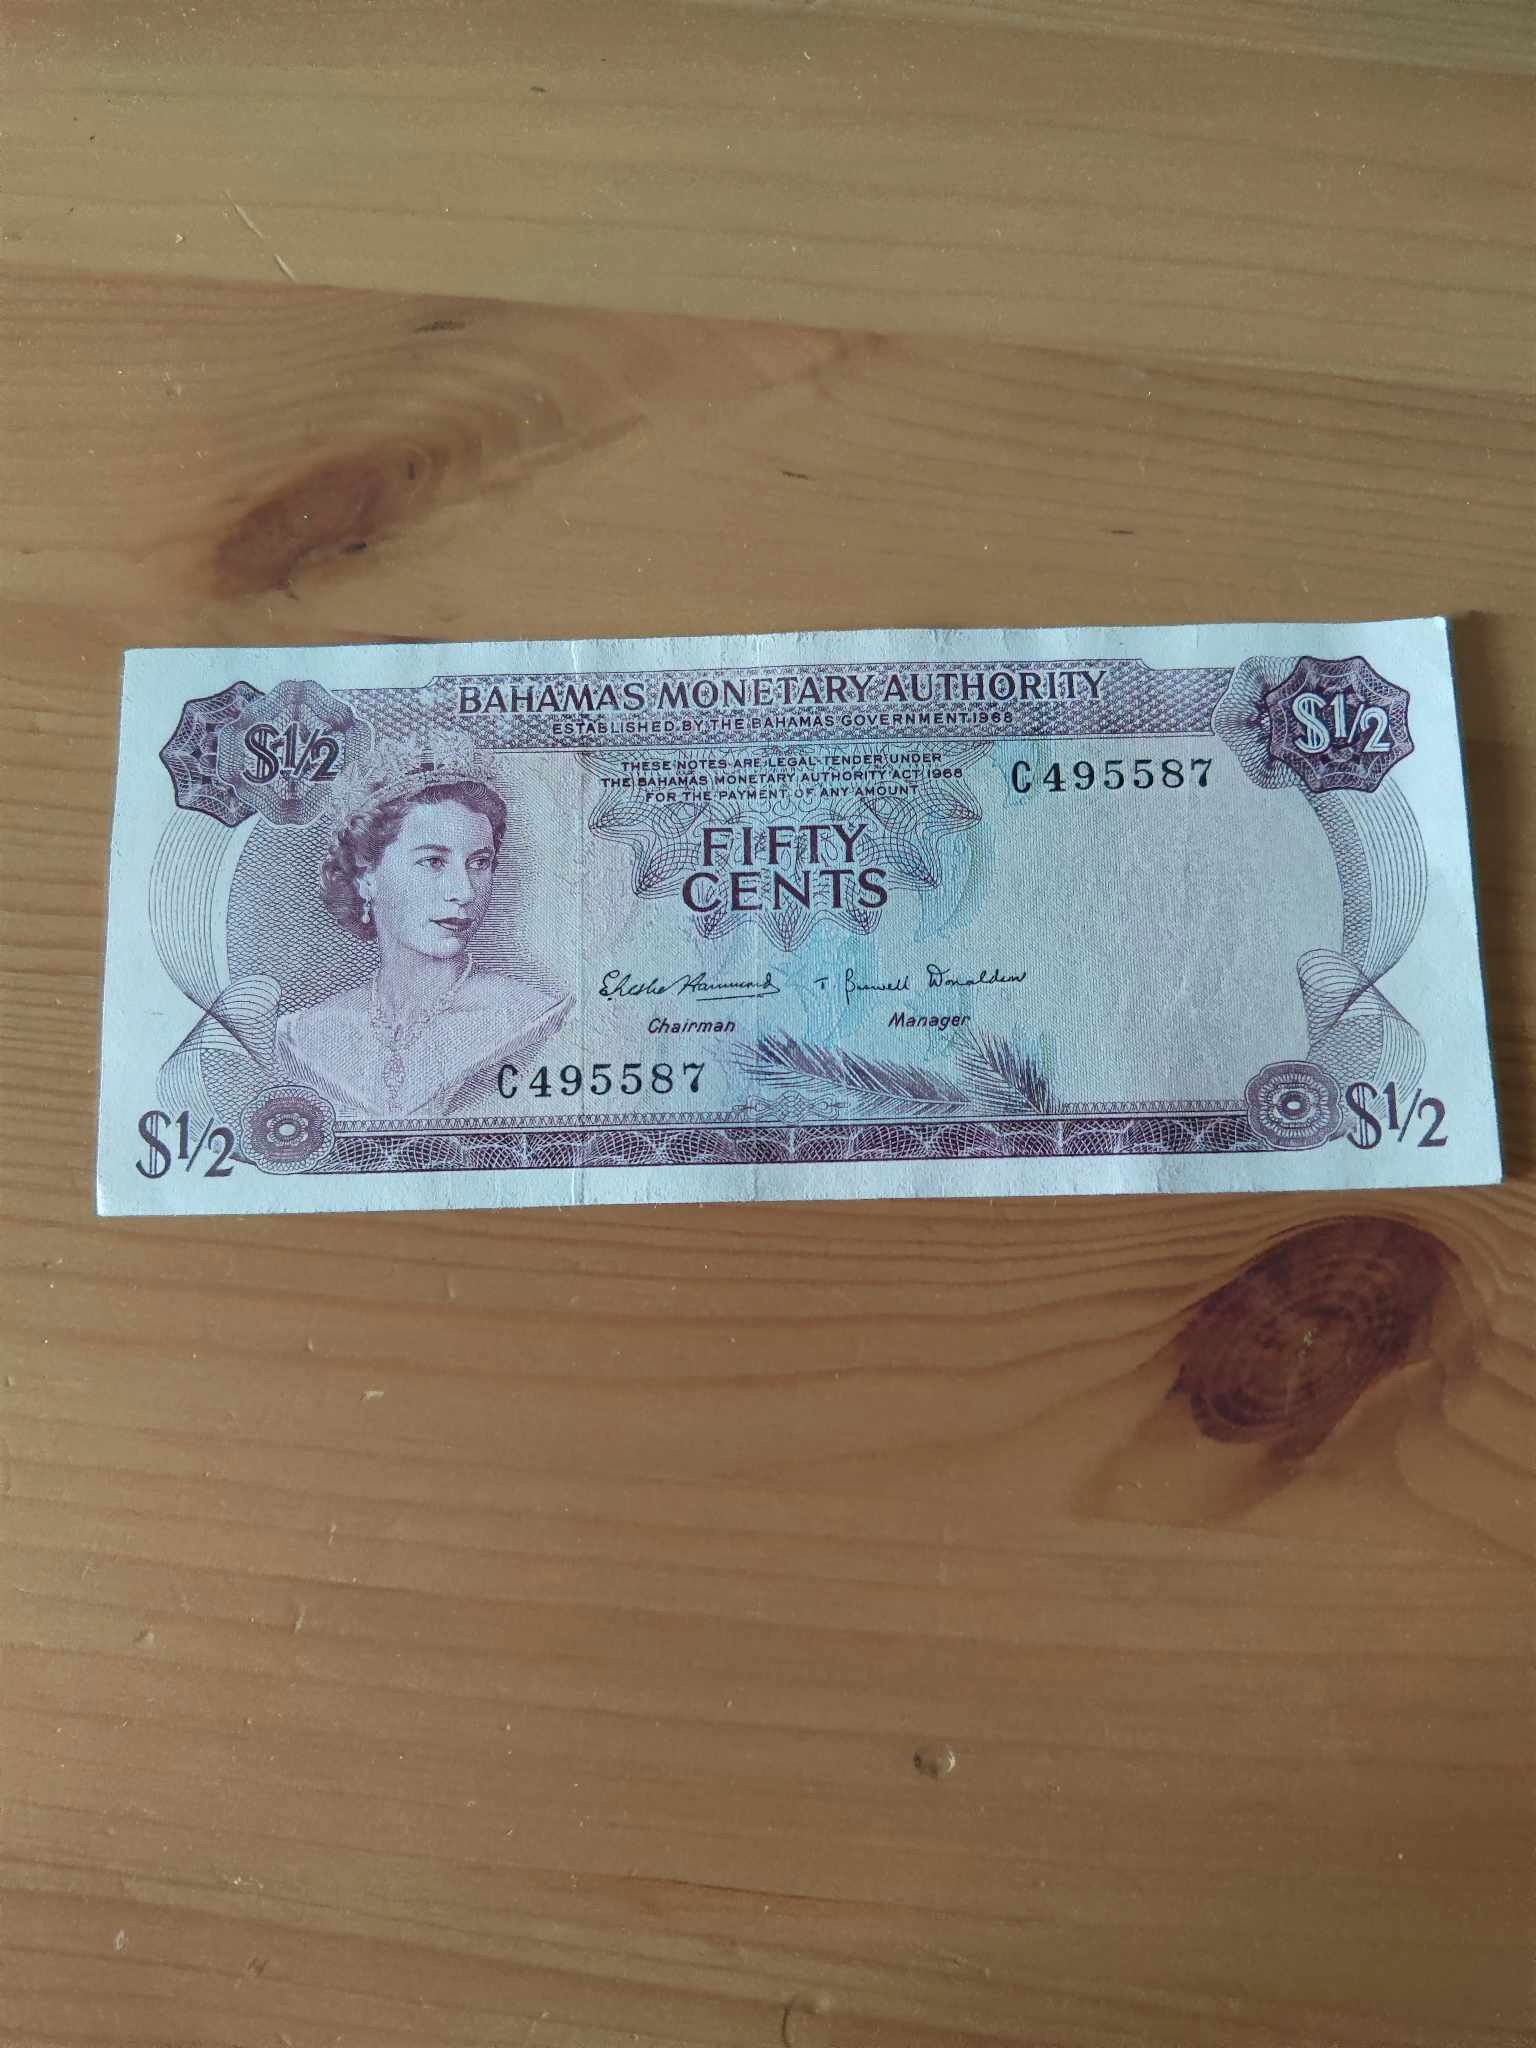 BAHAMAS MONETARY AUTHORITY
ESTABLISHED BY THE BAHAMAS GOVERNMENT 1968
$1/2
$1/2
THESE NOTES ARE LEGAL TENDER UNDER
THE BAHAMAS MONETARY AUTHORITY ACT 1968
FOR THE PAYMENT OF ANY AMOUNT
C495587
FIFTY
CENTS
T. Donaldson
Chairman
Manager
C495587
$1/2
$1/2